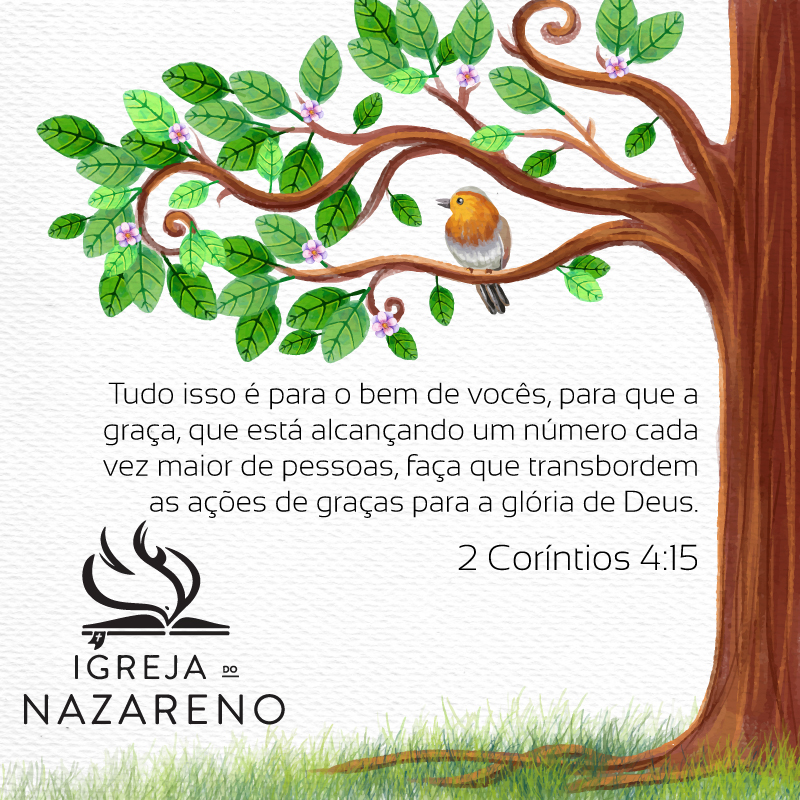 Tudo isso é para o bem de vocês, para que a
graça, que está alcançando um número cada
vez maior de pessoas, faça que transbordem
as ações de graças para a glória de Deus.
2 Coríntios 4:15
IGREJA DO
NAZARENO